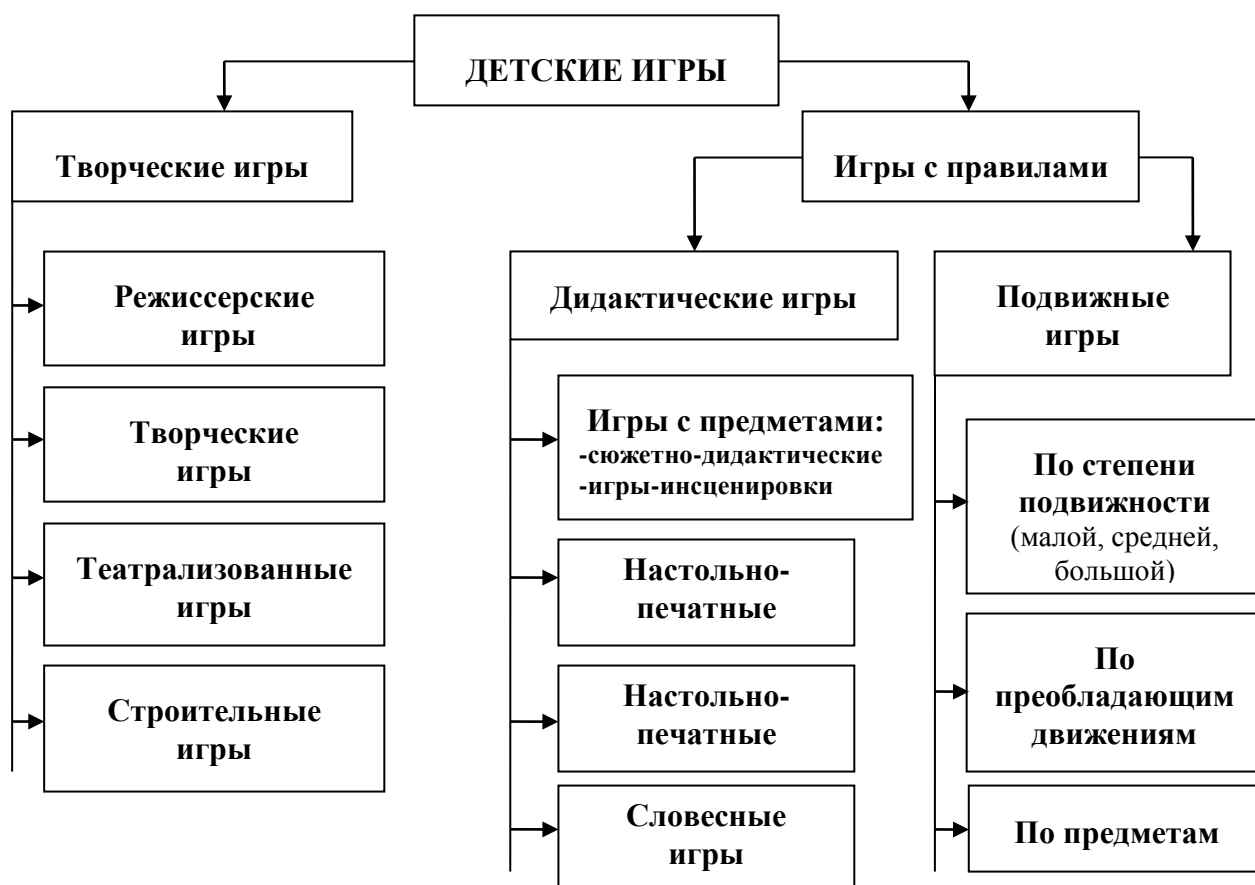 ДЕТСКИЕ ИГРЫ
Творческие игры
Режиссерские
игры
Творческие
игры
Театрализованные
игры
Строительные
игры
Игры с правилами
Дидактические игры
Игры с предметами:
-сюжетно-дидактические
-игры-инсценировки
Настольно-
печатные
Настольно-
печатные
Словесные
игры
Подвижные
игры
По степени
подвижности
(малой, средней,
большой)
По
преобладающим
движениям
По предметам